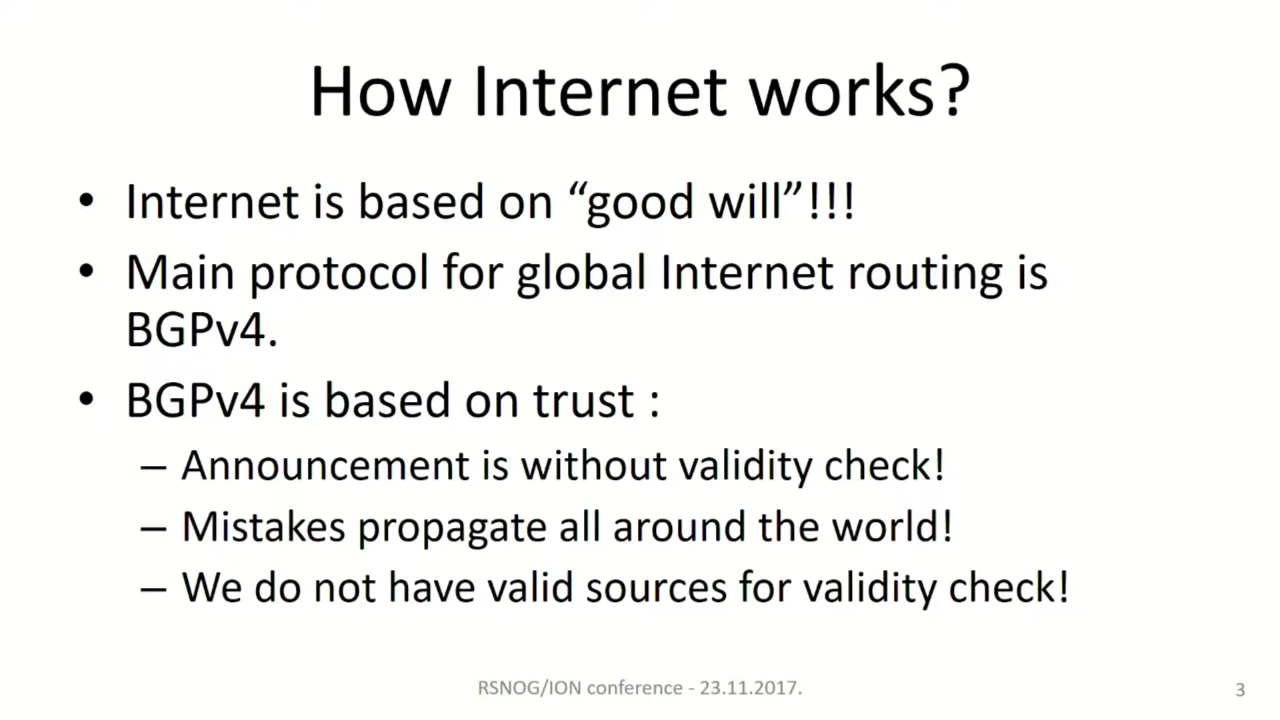 How Internet works?
• Internet is based on “good will”!!!
• Main protocol for global Internet routing is
BGPv4.
• BGPv4 is based on trust :
– Announcement is without validity check!
– Mistakes propagate all around the world!
– We do not have valid sources for validity check!
RSNOG/ION conference - 23.11.2017.
3